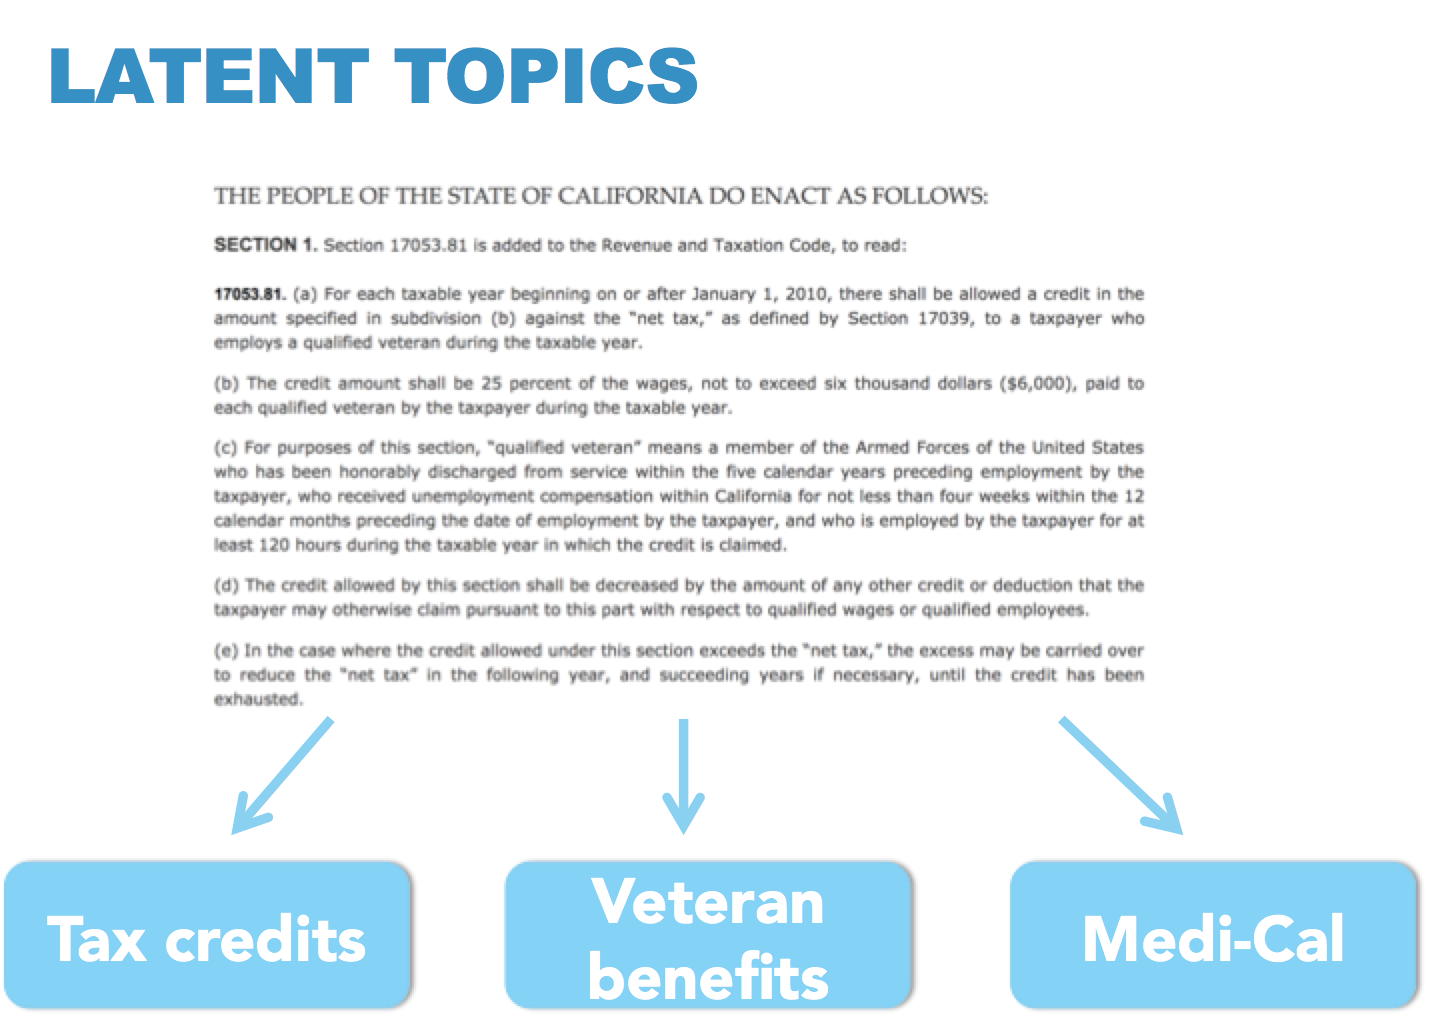 LATENT TOPICS
THE PEOPLE OF THE STATE OF CALIFORNIA DO ENACT AS FOLLOWS:
SECTION 1. Section 17053.81 is added to the Revenue and Taxation Code, to read:
17053.81. (a) For each taxable year beginning on or after January 1, 2010, there shall be allowed a credit in the
amount specified in subdivision (b) against the "net tax," as defined by Section 17039, to a taxpayer who
employs a qualified veteran during the taxable year.
(b) The credit amount shall be 25 percent of the wages, not to exceed six thousand dollars ($6,000), paid to
each qualified veteran by the taxpayer during the taxable year.
(c) For purposes of this section, "qualified veteran" means a member of the Armed Forces of the United States
who has been honorably discharged from service within the five calendar years preceding employment by the
taxpayer, who received unemployment compensation within California for not less than four weeks within the 12
calendar months preceding the date of employment by the taxpayer, and who is employed by the taxpayer for at
least 120 hours during the taxable year in which the credit is claimed.
(d) The credit allowed by this section shall be decreased by the amount of any other credit or deduction that the
taxpayer may otherwise claim pursuant to this part with respect to qualified wages or qualified employees.
(e) In the case where the credit allowed under this section exceeds the "net tax," the excess may be carried over
to reduce the "net tax" in the following year, and succeeding years if necessary, until the credit has been
exhausted.
Tax credits
Veteran
benefits
Medi-Cal